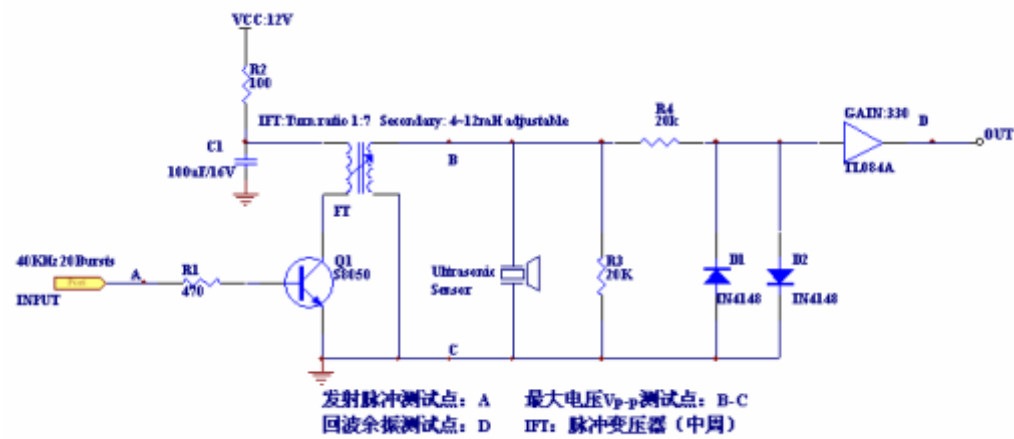 VCC:12V
R2
100
IFT:Turn.ratio 1:7 Secondary: 4~12mH adjustable
R4
20k
GAIN:330
D
OUT
C1
100uF/16V
B
TL084A
FT
40KHz 20Bursts
A
R1
470
Q1
S8050
Ultrasonic
Sensor
R3
20K
D1
D2
INPUT
IN4148
IN4148
C
发射脉冲测试点：A 最大电压Vp-p测试点：B-C
回波余振测试点：D IFT：脉冲变压器（中周）